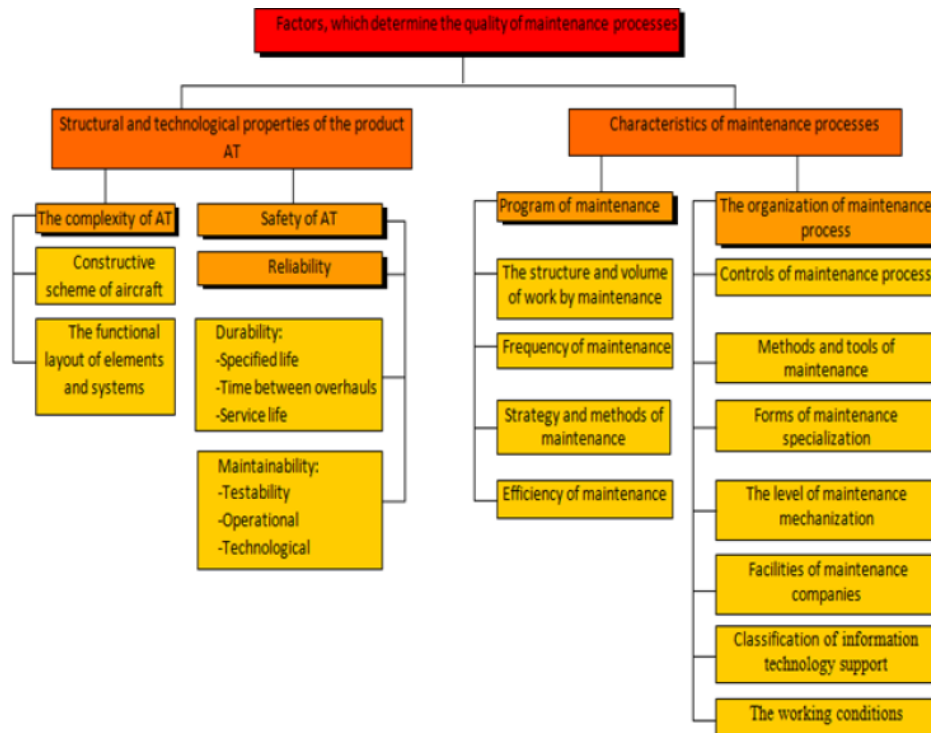 Factors, which determine the quality of maintenance processes
Structural and technological properties of the product
AT
Characteristics of maintenance processes
The complexity of AT
Constructive
scheme of aircraft
The functional
layout of elements
and systems
Safety of AT
Reliability
Durability:
-Specified life
-Time between overhauls
-Service life
Maintainability:
-Testability
-Operational
-Technological
Program of maintenance
The structure and volume
of work by maintenance
Frequency of maintenance
Strategy and methods of
maintenance
Efficiency of maintenance
The organization of maintenance
process
Controls of maintenance process
Methods and tools of
maintenance
Forms of maintenance
specialization
The level of maintenance
mechanization
Facilities of maintenance
companies
Classification of information
technology support
The working conditions